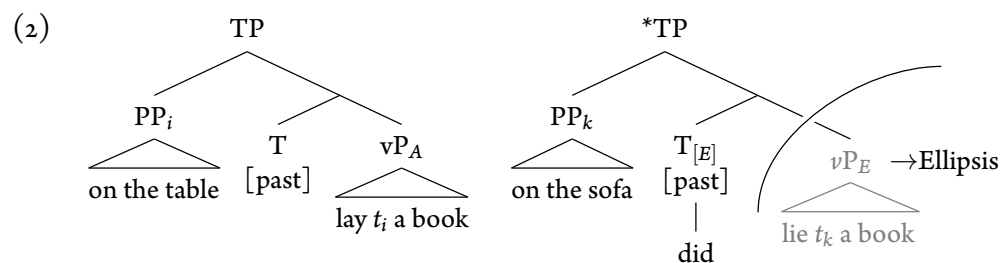 (2) TP *TP
PP_i PP_k
T vP_A T_[E] vP_E →Ellipsis
on the table [past] on the sofa [past]
lay t_i a book lie t_k a book
did